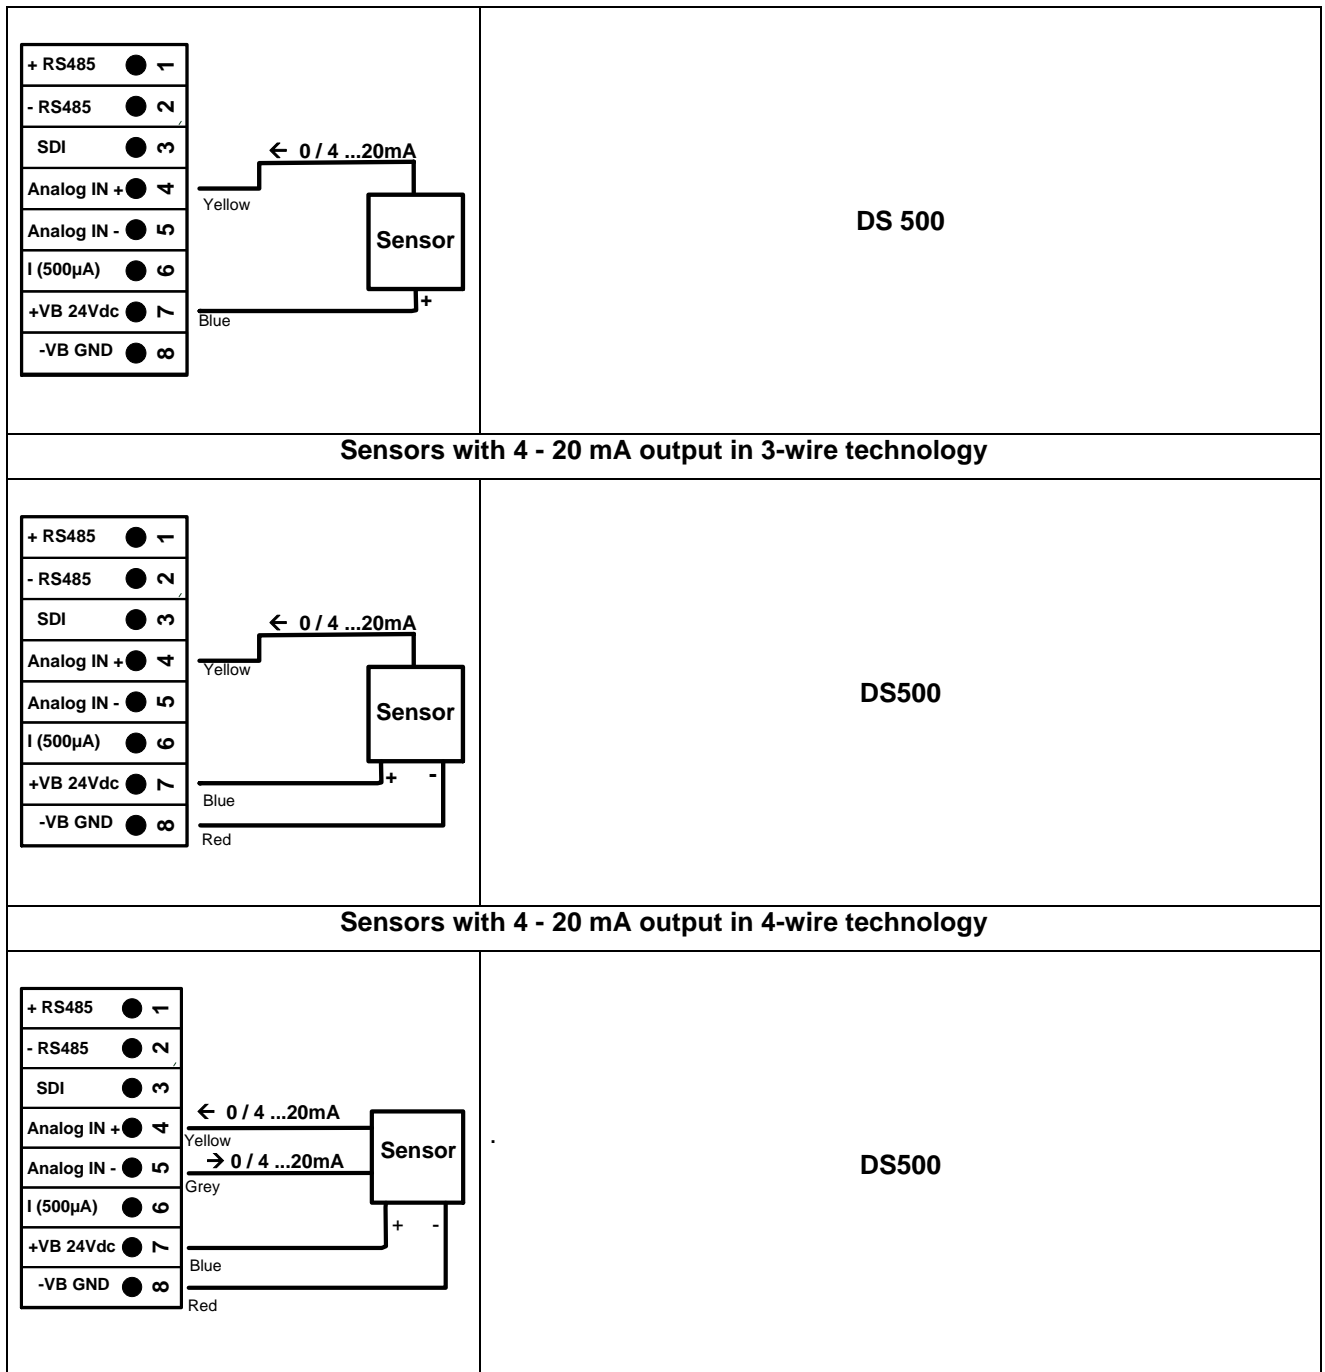 + RS485 1
- RS485 2
SDI 3
← 0 / 4 ...20mA
Analog IN + 4
Yellow
Analog IN - 5
Sensor
DS 500
I (500µA) 6
+
+VB 24Vdc 7
Blue
-VB GND 8
Sensors with 4 - 20 mA output in 3-wire technology
+ RS485 1
- RS485 2
SDI 3
← 0 / 4 ...20mA
Analog IN + 4
Yellow
Analog IN - 5
Sensor
DS500
I (500µA) 6
+ -
+VB 24Vdc 7
Blue
-VB GND 8
Red
Sensors with 4 - 20 mA output in 4-wire technology
+ RS485 1
- RS485 2
SDI 3
← 0 / 4 ...20mA
Analog IN + 4
Yellow
Sensor
.
→ 0 / 4 ...20mA
Analog IN - 5
Grey
DS500
I (500µA) 6
+ -
+VB 24Vdc 7
Blue
-VB GND 8
Red